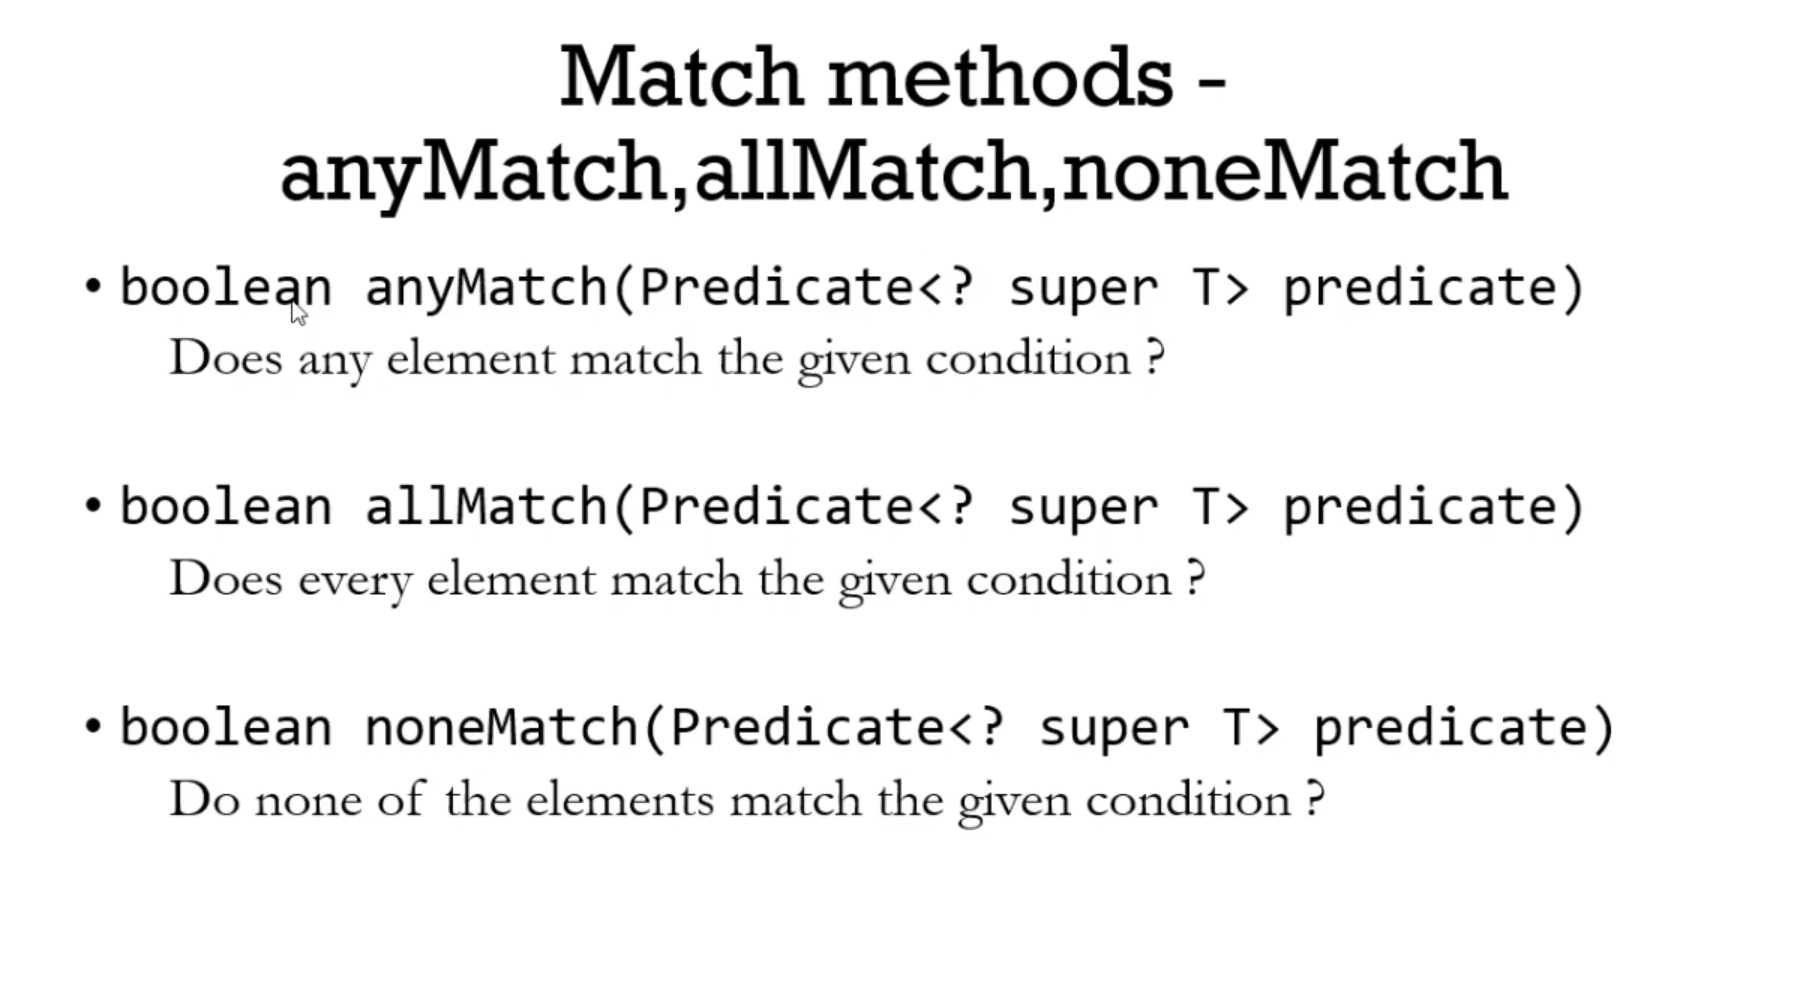 Match methods -
anyMatch,allMatch,noneMatch
• boolean anyMatch(Predicate<? super T> predicate)
Does any element match the given condition ?
• boolean allMatch(Predicate<? super T> predicate)
Does every element match the given condition ?
• boolean noneMatch(Predicate<? super T> predicate)
Do none of the elements match the given condition ?